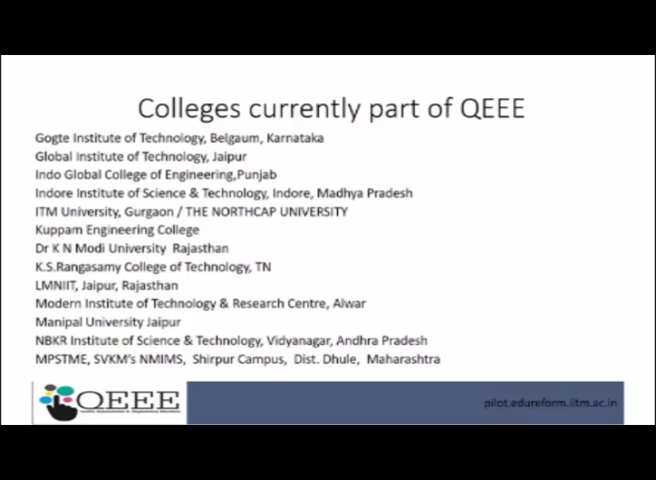 Colleges currently part of QEEE
Gogte Institute of Technology, Belgaum, Karnataka
Global Institute of Technology, Jaipur
Indo Global College of Engineering,Punjab
Indore Institute of Science & Technology, Indore, Madhya Pradesh
ITM University, Gurgaon / THE NORTHCAP UNIVERSITY
Kuppam Engineering College
Dr K N Modi University Rajasthan
K.S.Rangasamy College of Technology, TN
LMNIIT, Jaipur, Rajasthan
Modern Institute of Technology & Research Centre, Alwar
Manipal University Jaipur
NBKR Institute of Science & Technology, Vidyanagar, Andhra Pradesh
MPSTME, SVKM's NMIMS, Shirpur Campus, Dist. Dhule, Maharashtra
QEEE
pilot.edureform.iitm.ac.in